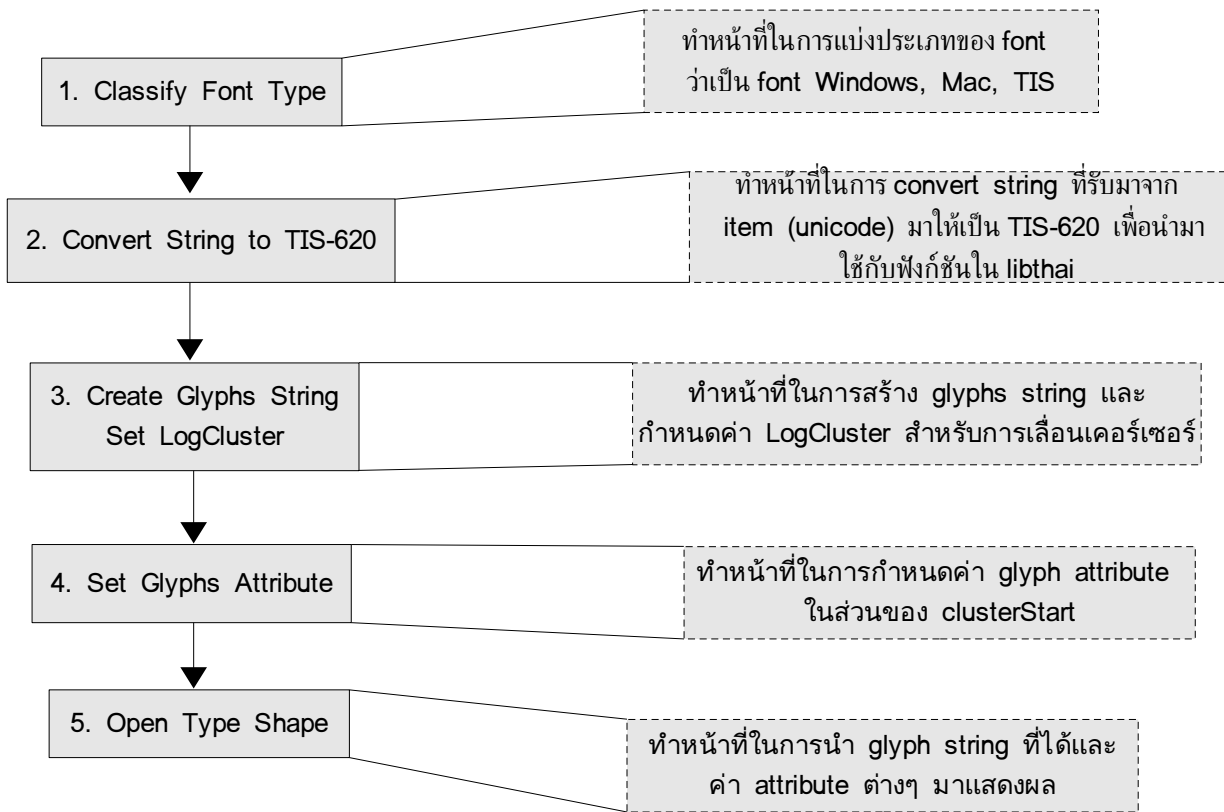 1. Classify Font Type
ทำหน้าที่ในการแบ่งประเภทของ font
ว่าเป็น font Windows, Mac, TIS
2. Convert String to TIS-620
ทำหน้าที่ในการ convert string ที่รับมาจาก
item (unicode) มาให้เป็น TIS-620 เพื่อนำมา
ใช้กับฟังก์ชันใน libthai
3. Create Glyphs String
Set LogCluster
ทำหน้าที่ในการสร้าง glyphs string และ
กำหนดค่า LogCluster สำหรับการเลื่อนเคอร์เซอร์
4. Set Glyphs Attribute
ทำหน้าที่ในการกำหนดค่า glyph attribute
ในส่วนของ clusterStart
5. Open Type Shape
ทำหน้าที่ในการนำ glyph string ที่ได้และ
ค่า attribute ต่างๆ มาแสดงผล